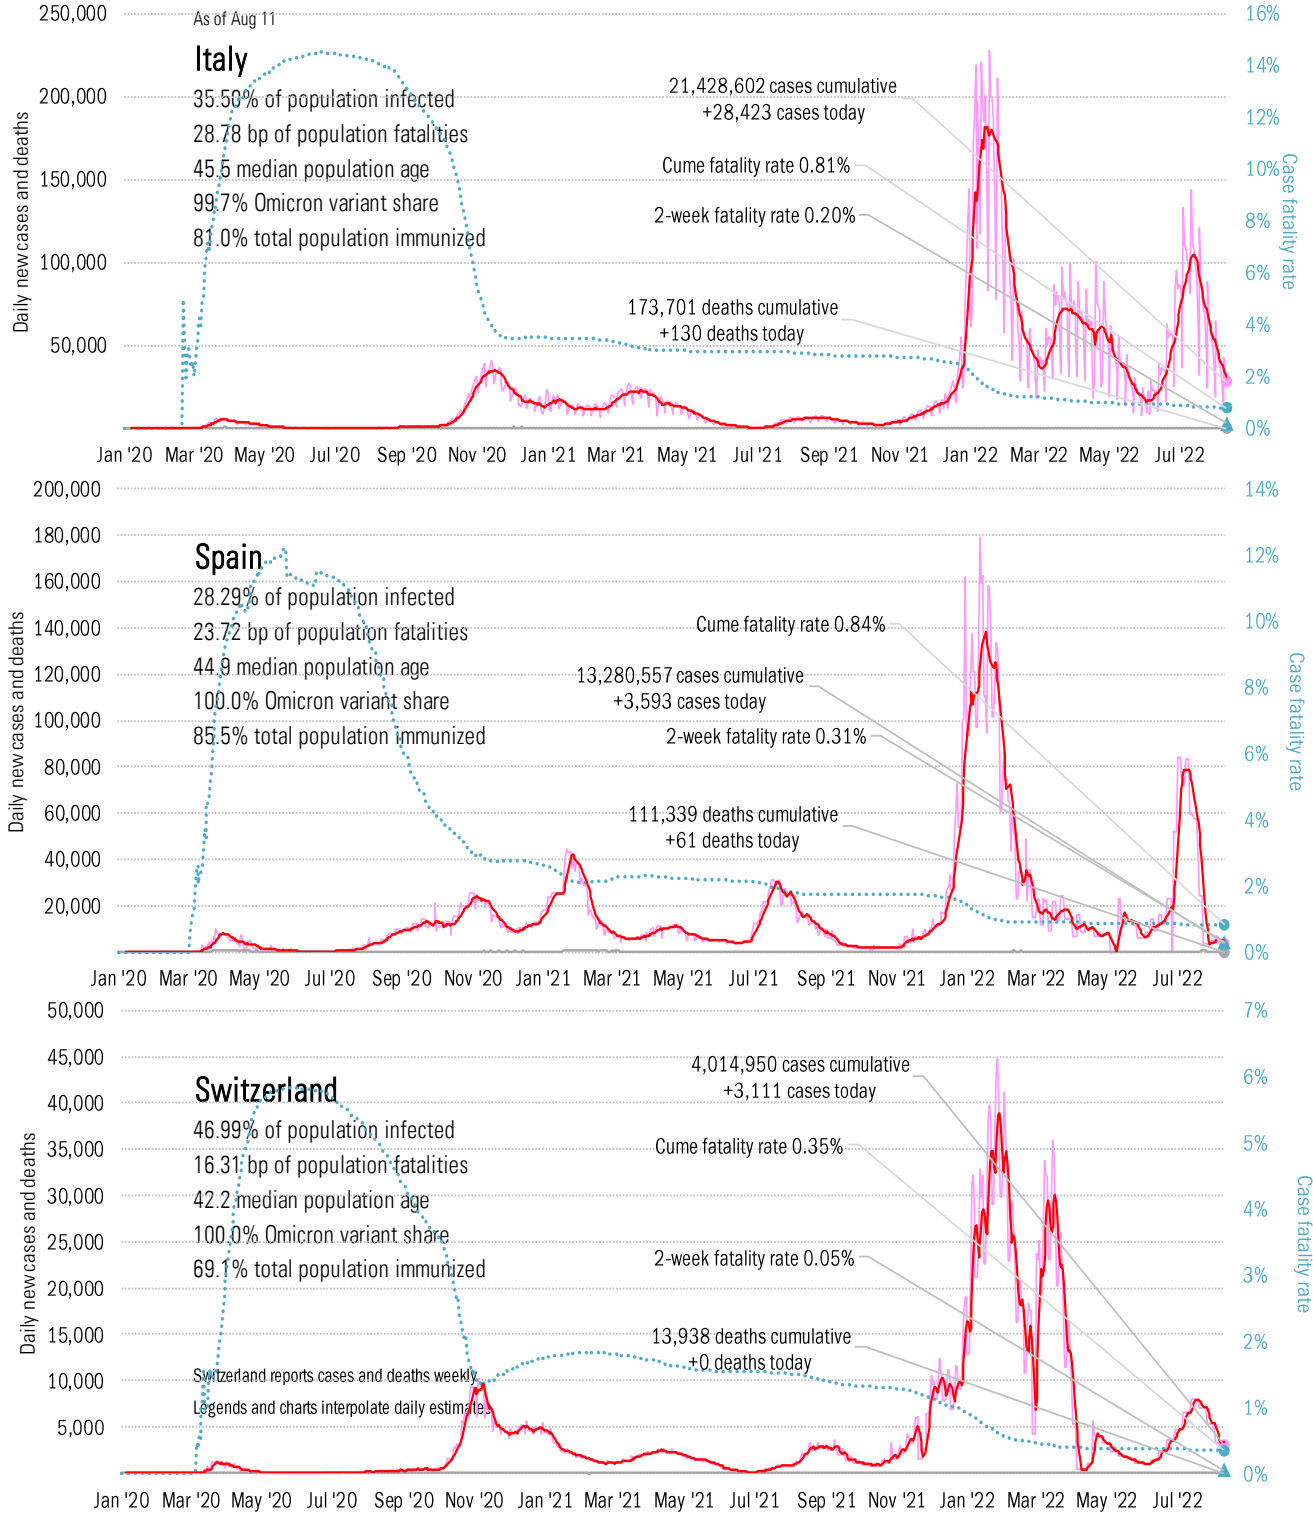 250,000
As of Aug 11
16%
Italy
14%
35.50% of population infected
21,428,602 cases cumulative
200,000
+28,423 cases today
12%
28.78 bp of population fatalities
45.5 median population age
Cume fatality rate 0.81%
150,000
10%
99.7% Omicron variant share
2-week fatality rate 0.20%
8%
81.0% total population immunized
100,000
6%
173,701 deaths cumulative
+130 deaths today
4%
50,000
2%
0%
Daily new cases and deaths
Case fatality rate
Jan '20 Mar '20 May '20 Jul '20 Sep '20 Nov '20 Jan '21 Mar '21 May '21 Jul '21 Sep '21 Nov '21 Jan '22 Mar '22 May '22 Jul '22
200,000
14%
180,000
Spain
12%
160,000
28.29% of population infected
140,000
23.72 bp of population fatalities
Cume fatality rate 0.84%
10%
44.9 median population age
120,000
13,280,557 cases cumulative
+3,593 cases today
8%
100.0% Omicron variant share
100,000
85.5% total population immunized
2-week fatality rate 0.31%
6%
80,000
60,000
111,339 deaths cumulative
+61 deaths today
4%
40,000
2%
20,000
0%
Daily new cases and deaths
Case fatality rate
Jan '20 Mar '20 May '20 Jul '20 Sep '20 Nov '20 Jan '21 Mar '21 May '21 Jul '21 Sep '21 Nov '21 Jan '22 Mar '22 May '22 Jul '22
50,000
7%
45,000
4,014,950 cases cumulative
+3,111 cases today
6%
Switzerland
40,000
46.99% of population infected
35,000
Cume fatality rate 0.35%
5%
16.31 bp of population fatalities
42.2 median population age
30,000
4%
100.0% Omicron variant share
25,000
2-week fatality rate 0.05%
69.1% total population immunized
3%
20,000
15,000
13,938 deaths cumulative
+0 deaths today
2%
Switzerland reports cases and deaths weekly.
10,000
Legends and charts interpolate daily estimates
1%
5,000
0%
Daily new cases and deaths
Case fatality rate
Jan '20 Mar '20 May '20 Jul '20 Sep '20 Nov '20 Jan '21 Mar '21 May '21 Jul '21 Sep '21 Nov '21 Jan '22 Mar '22 May '22 Jul '22